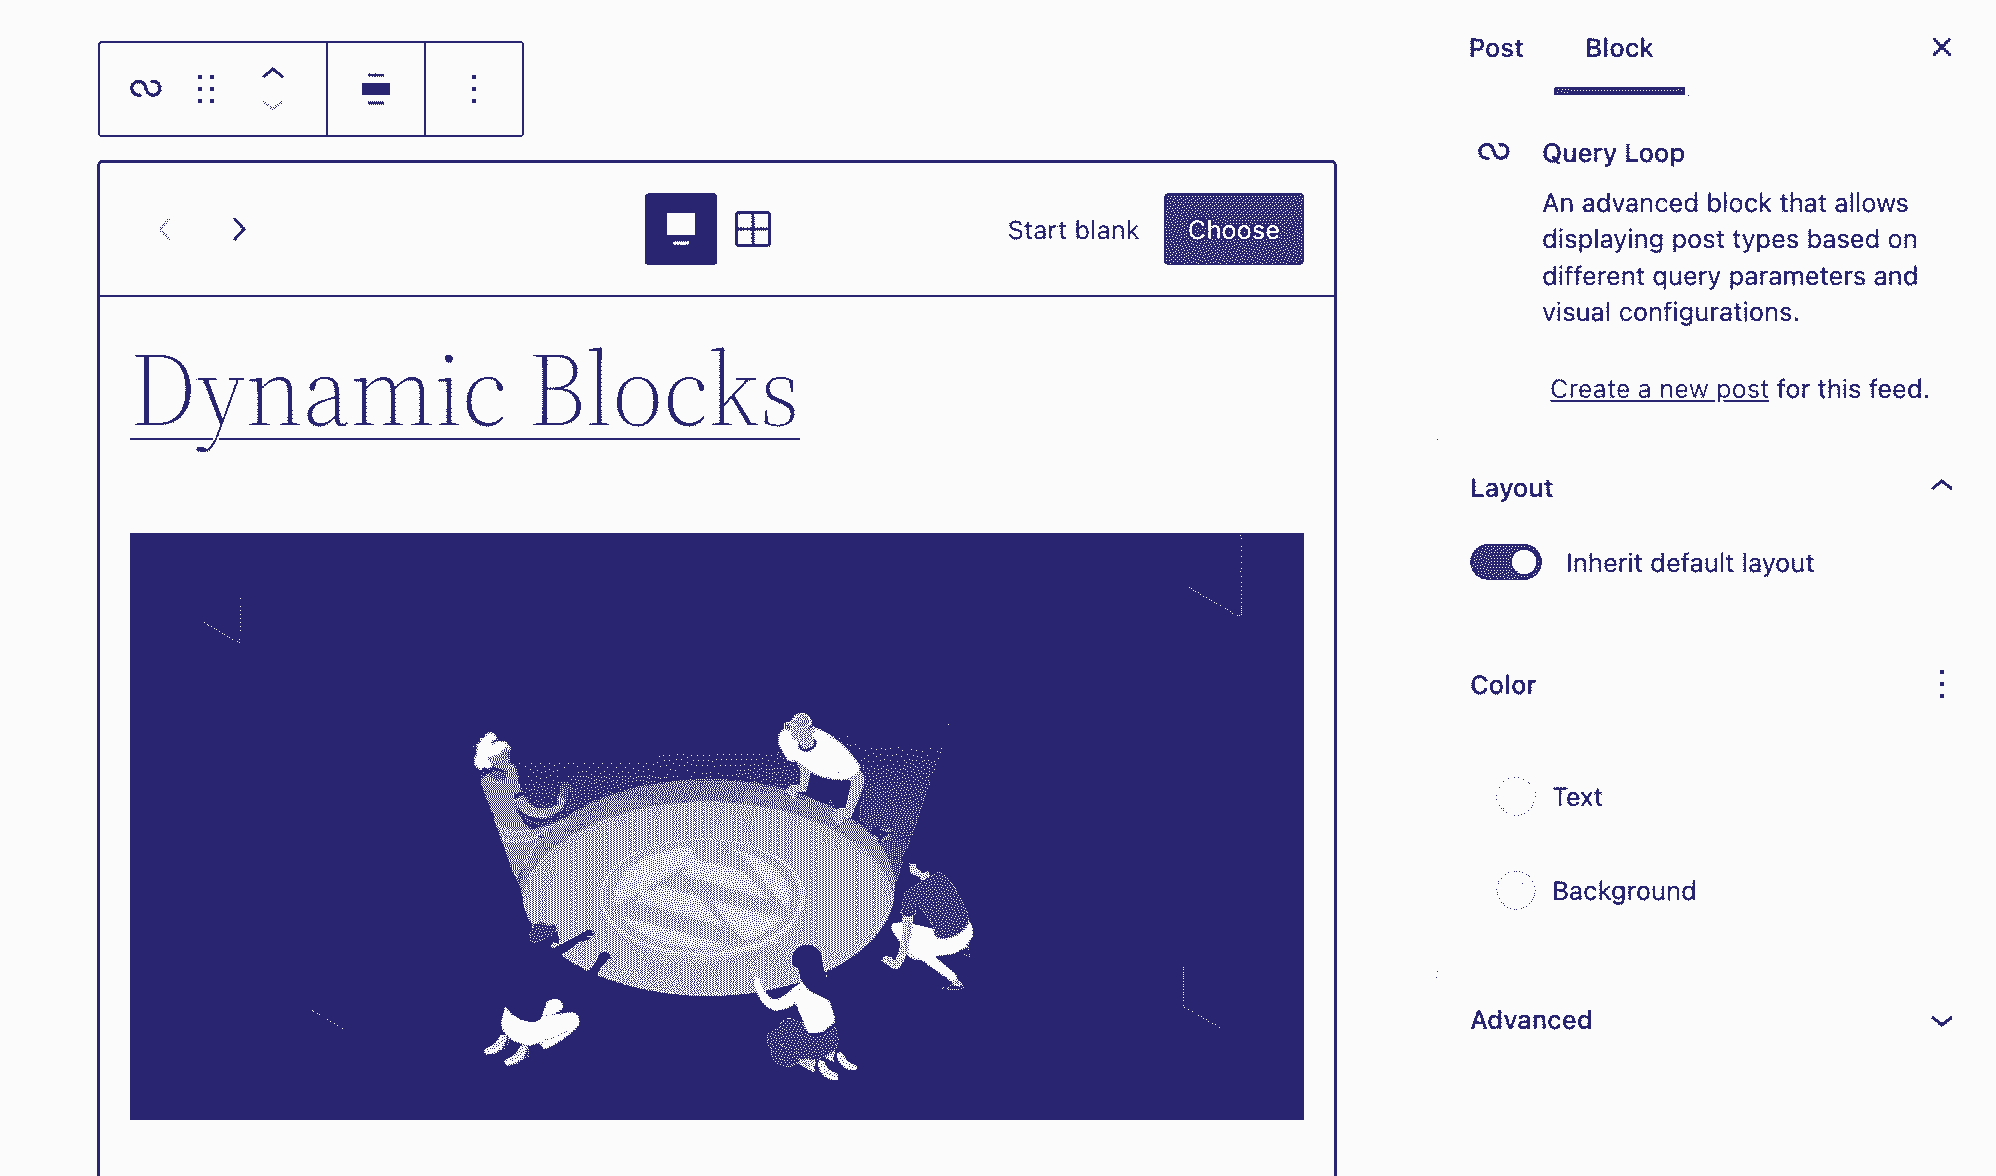 Post Block
Query Loop
An advanced block that allows
displaying post types based on
different query parameters and
visual configurations.
Create a new post for this feed.
Start blank Choose
Dynamic Blocks
Layout
Inherit default layout
Color
Text
Background
Advanced